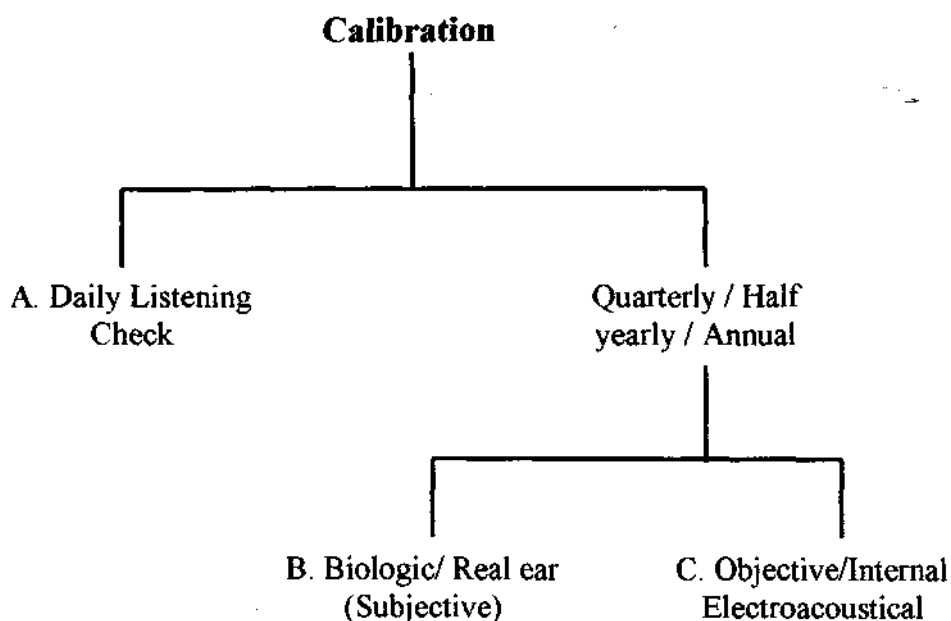 Calibration
A. Daily Listening
Check
Quarterly / Half
yearly / Annual
B. Biologic/ Real ear
(Subjective)
C. Objective/Internal
Electroacoustical